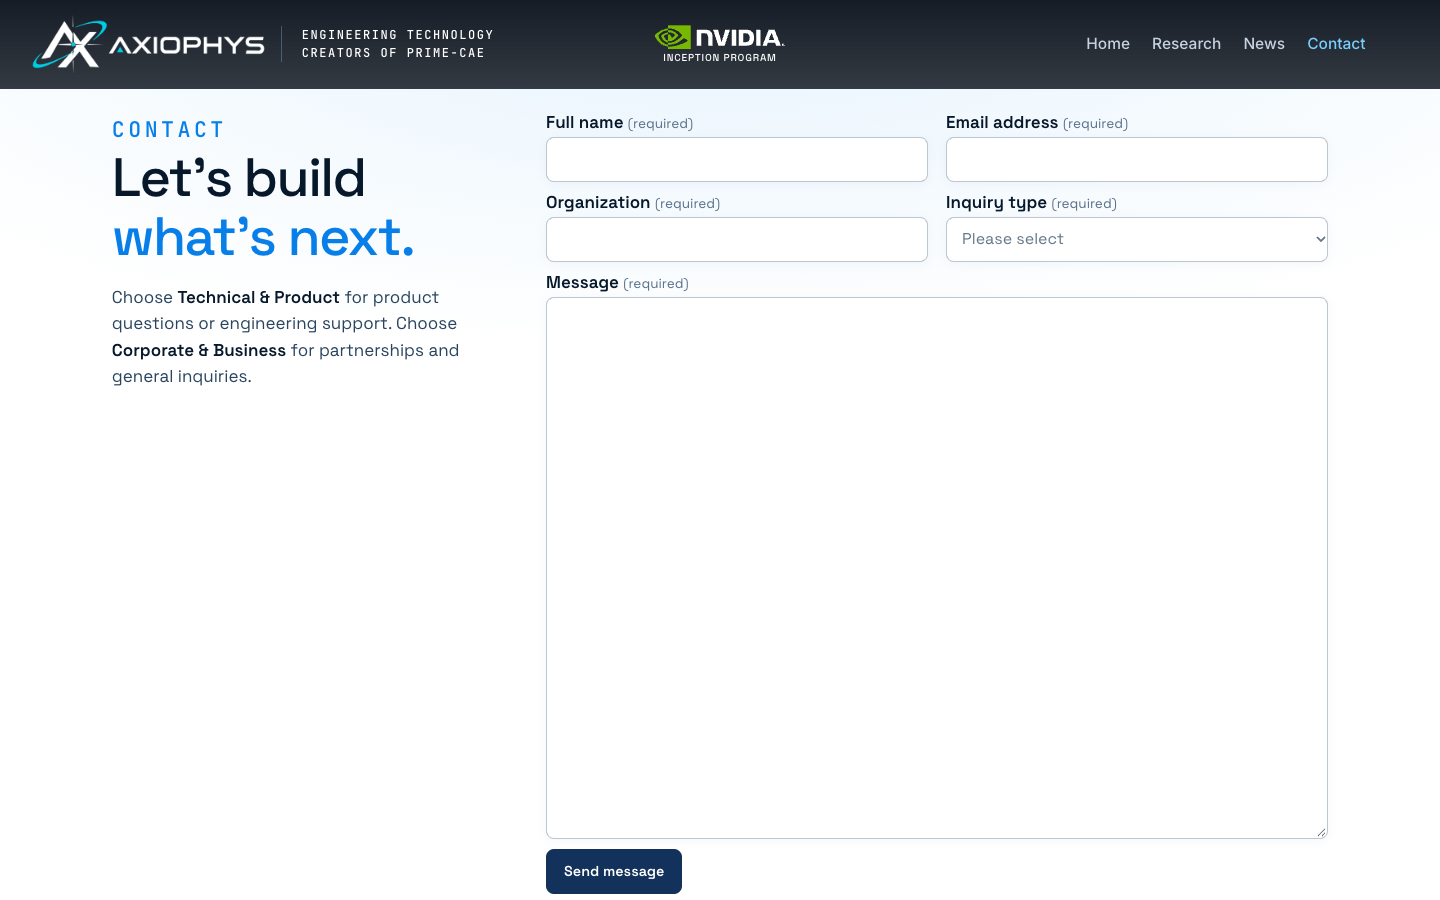 AXIOPHYS
ENGINEERING TECHNOLOGY
CREATORS OF PRIME-CAE
NVIDIA.
INCEPTION PROGRAM
Home Research News Contact
CONTACT
Let’s build
what’s next.
Choose Technical & Product for product
questions or engineering support. Choose
Corporate & Business for partnerships and
general inquiries.
Full name (required)
Email address (required)
Organization (required)
Inquiry type (required)
Please select
Message (required)
Send message